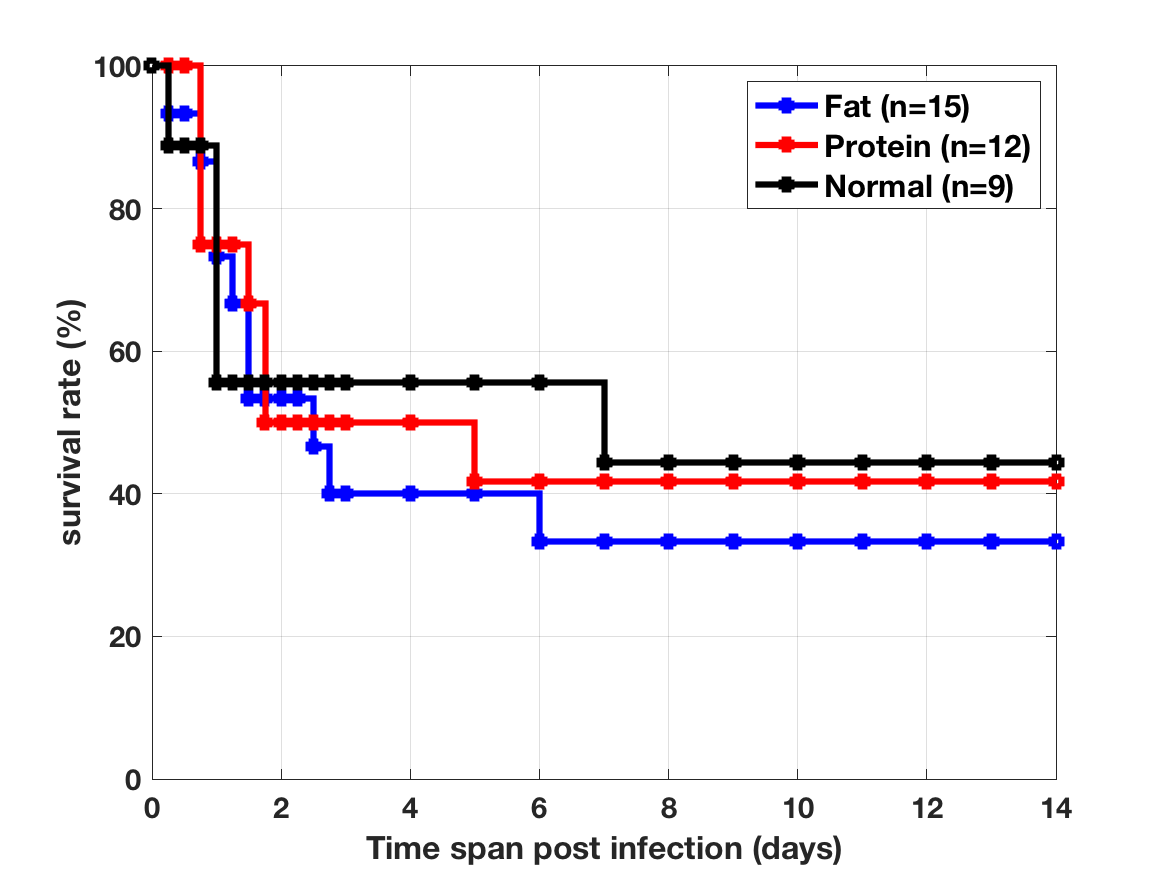 100
80
60
40
20
0
survival rate (%)
Fat (n=15)
Protein (n=12)
Normal (n=9)
0 2 4 6 8 10 12 14
Time span post infection (days)